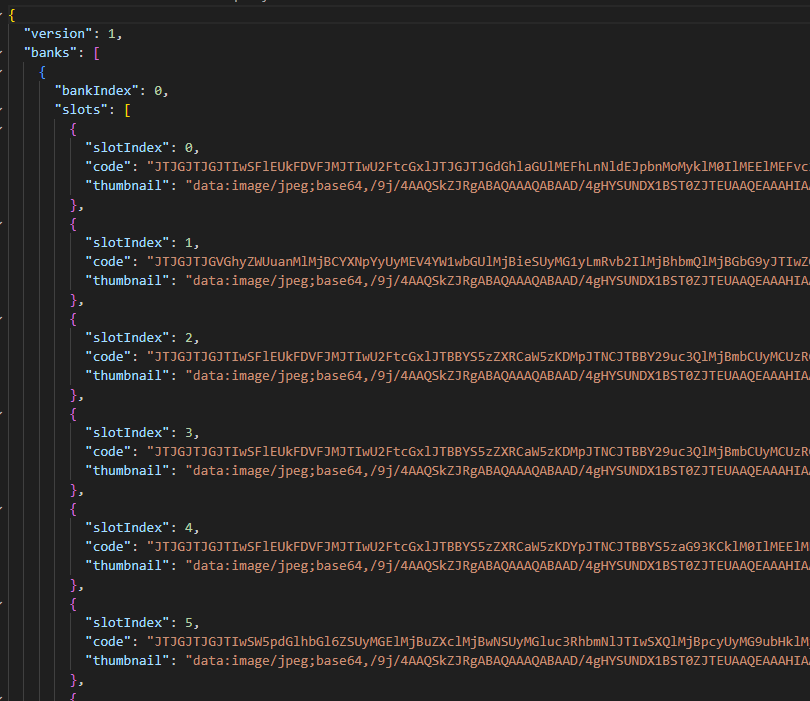 {
"version": 1,
"banks": [
{
"bankIndex": 0,
"slots": [
{
"slotIndex": 0,
"code": "JTJGJTJGJTIwSFlEUkFDVFJMJTIwU2FtcGxlJTJGJTJGdGhlaGUlMEFhLnNldEJpbnMoMyklM0IlMEElMEFvc
"thumbnail": "data:image/jpeg;base64,/9j/4AAQSkZJRgABAQAAAQABAAD/4gHYSUNDX1BST0ZJTEUAAQEAAAHIA
},
{
"slotIndex": 1,
"code": "JTJGJTJGVGhyZWUuanMlMjBCYXNpYyUyMEV4YW1wbGUlMjBieSUyMG1yLmRvb2IlMjBhbmQlMjBGbG9yJTIwZ
"thumbnail": "data:image/jpeg;base64,/9j/4AAQSkZJRgABAQAAAQABAAD/4gHYSUNDX1BST0ZJTEUAAQEAAAHIA
},
{
"slotIndex": 2,
"code": "JTJGJTJGJTIwSFlEUkFDVFJMJTIwU2FtcGxlJTBBYS5zZXRCaW5zKDMpJTNCJTBBY29uc3QlMjBmbCUyMCUzR
"thumbnail": "data:image/jpeg;base64,/9j/4AAQSkZJRgABAQAAAQABAAD/4gHYSUNDX1BST0ZJTEUAAQEAAAHIA
},
{
"slotIndex": 3,
"code": "JTJGJTJGJTIwSFlEUkFDVFJMJTIwU2FtcGxlJTBBYS5zZXRCaW5zKDMpJTNCJTBBY29uc3QlMjBmbCUyMCUzR
"thumbnail": "data:image/jpeg;base64,/9j/4AAQSkZJRgABAQAAAQABAAD/4gHYSUNDX1BST0ZJTEUAAQEAAAHIA
},
{
"slotIndex": 4,
"code": "JTJGJTJGJTIwSFlEUkFDVFJMJTIwU2FtcGxlJTBBYS5zZXRCaW5zKDYpJTNCJTBBYS5zaG93KCklM0IlMEElM
"thumbnail": "data:image/jpeg;base64,/9j/4AAQSkZJRgABAQAAAQABAAD/4gHYSUNDX1BST0ZJTEUAAQEAAAHIA
},
{
"slotIndex": 5,
"code": "JTJGJTJGJTIwSW5pdGlhbGl6ZSUyMGElMjBuZXclMjBwNSUyMGluc3RhbmNlJTIwSXQlMjBpcyUyMG9ubHklM
"thumbnail": "data:image/jpeg;base64,/9j/4AAQSkZJRgABAQAAAQABAAD/4gHYSUNDX1BST0ZJTEUAAQEAAAHIA
},
{